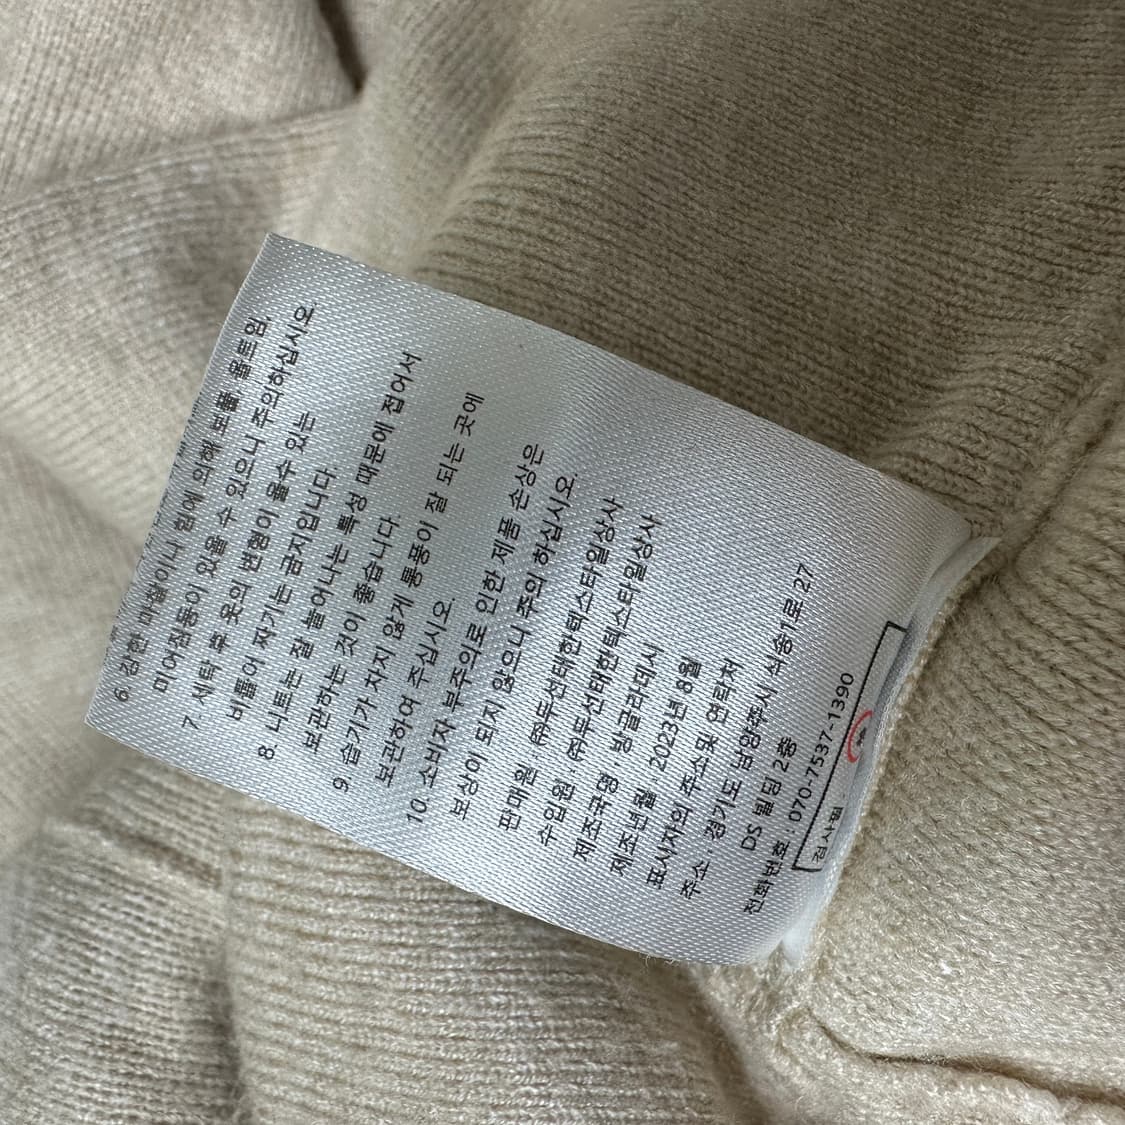 6. 강한 마찰이나 힘에 의해 보풀, 올트임,
미어짐등이 있을 수 있으니 주의하십시오.
7. 세탁 후 옷의 변형이 올수 있는
비틀어 짜기는 금지입니다.
8. 니트는 잘 늘어나는 특성 때문에 접어서
보관하는 것이 좋습니다.
9 습기가 차지 않게 통풍이 잘 되는 곳에
보관하여 주십시오.
10. 소비자 부주의로 인한 제품 손상은
보상이 되지 않으니 주의 하십시오.
판매원 : ㈜두선태한텍스타일상사
수입원 : ㈜두선태한텍스타일상사
제조국명 : 방글라데시
제조년월 : 2023년 8월
표시자의 주소및 연락처
주소 : 경기도 남양주시 식송1로 27
DS 빌딩 2층
전화번호 : 070-7537-1390
검사필 :